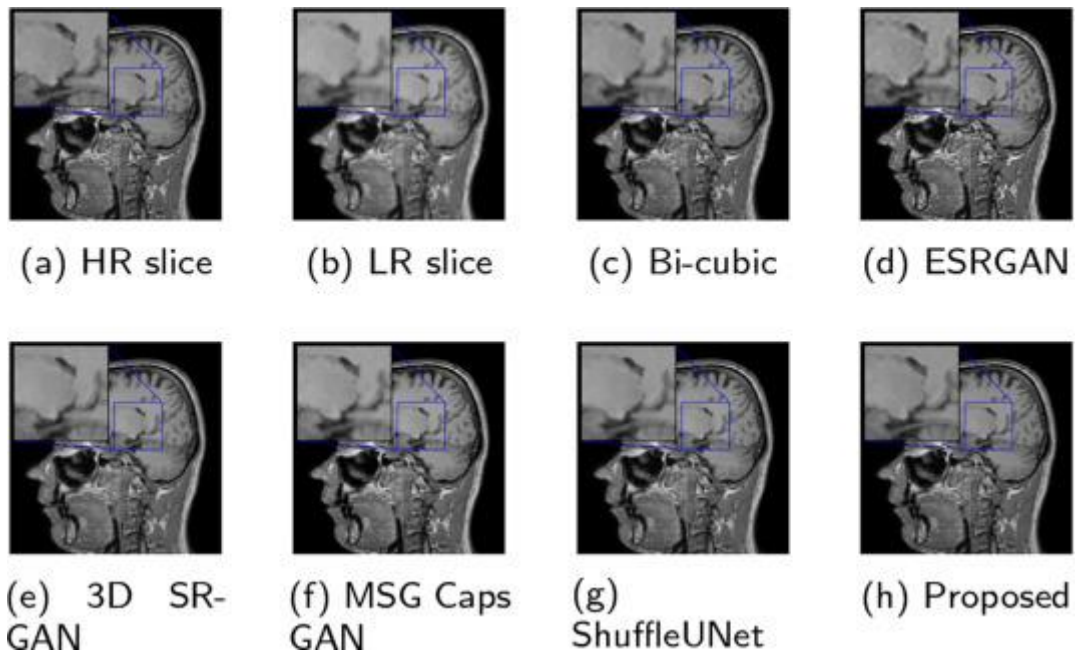 (a) HR slice
(b) LR slice
(c) Bi-cubic
(d) ESRGAN
(e) 3D SR-
GAN
(f) MSG Caps
GAN
(g)
ShuffleUNet
(h) Proposed